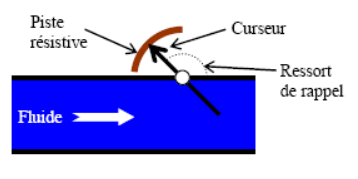 Piste
résistive
Curseur
Ressort
de rappel
Fluide